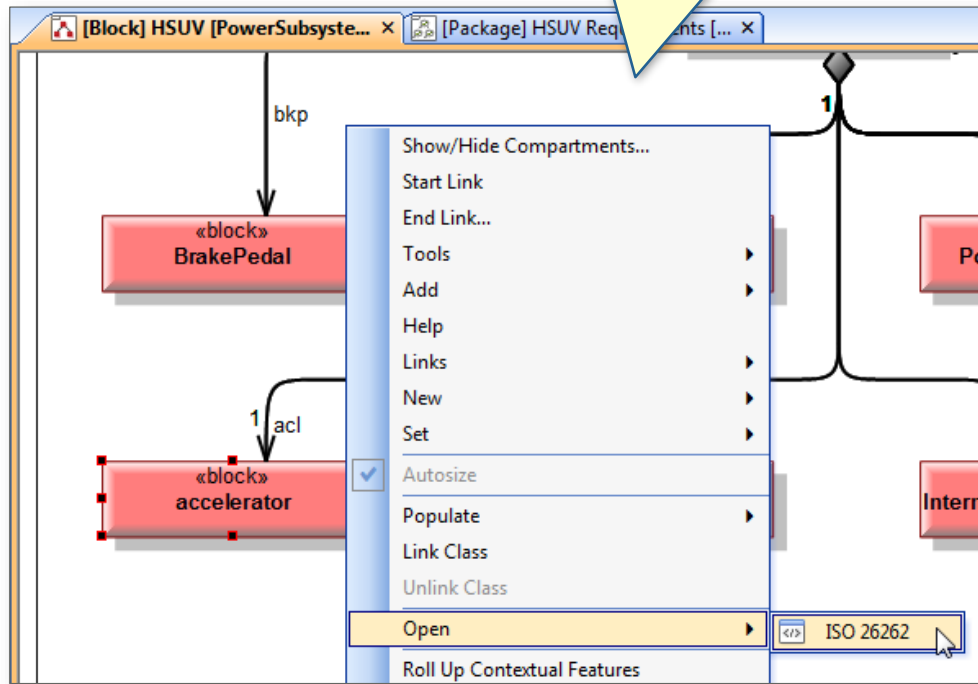 [Block] HSUV [PowerSubsyste... ×
[Package] HSUV Req ents [... ×
bkp
1
«block»
BrakePedal
Show/Hide Compartments...
Start Link
End Link...
Tools
Add
Help
Links
New
Set
Autosize
Populate
Link Class
Unlink Class
Open
Roll Up Contextual Features
ISO 26262
1
acl
«block»
accelerator
Po
Intern